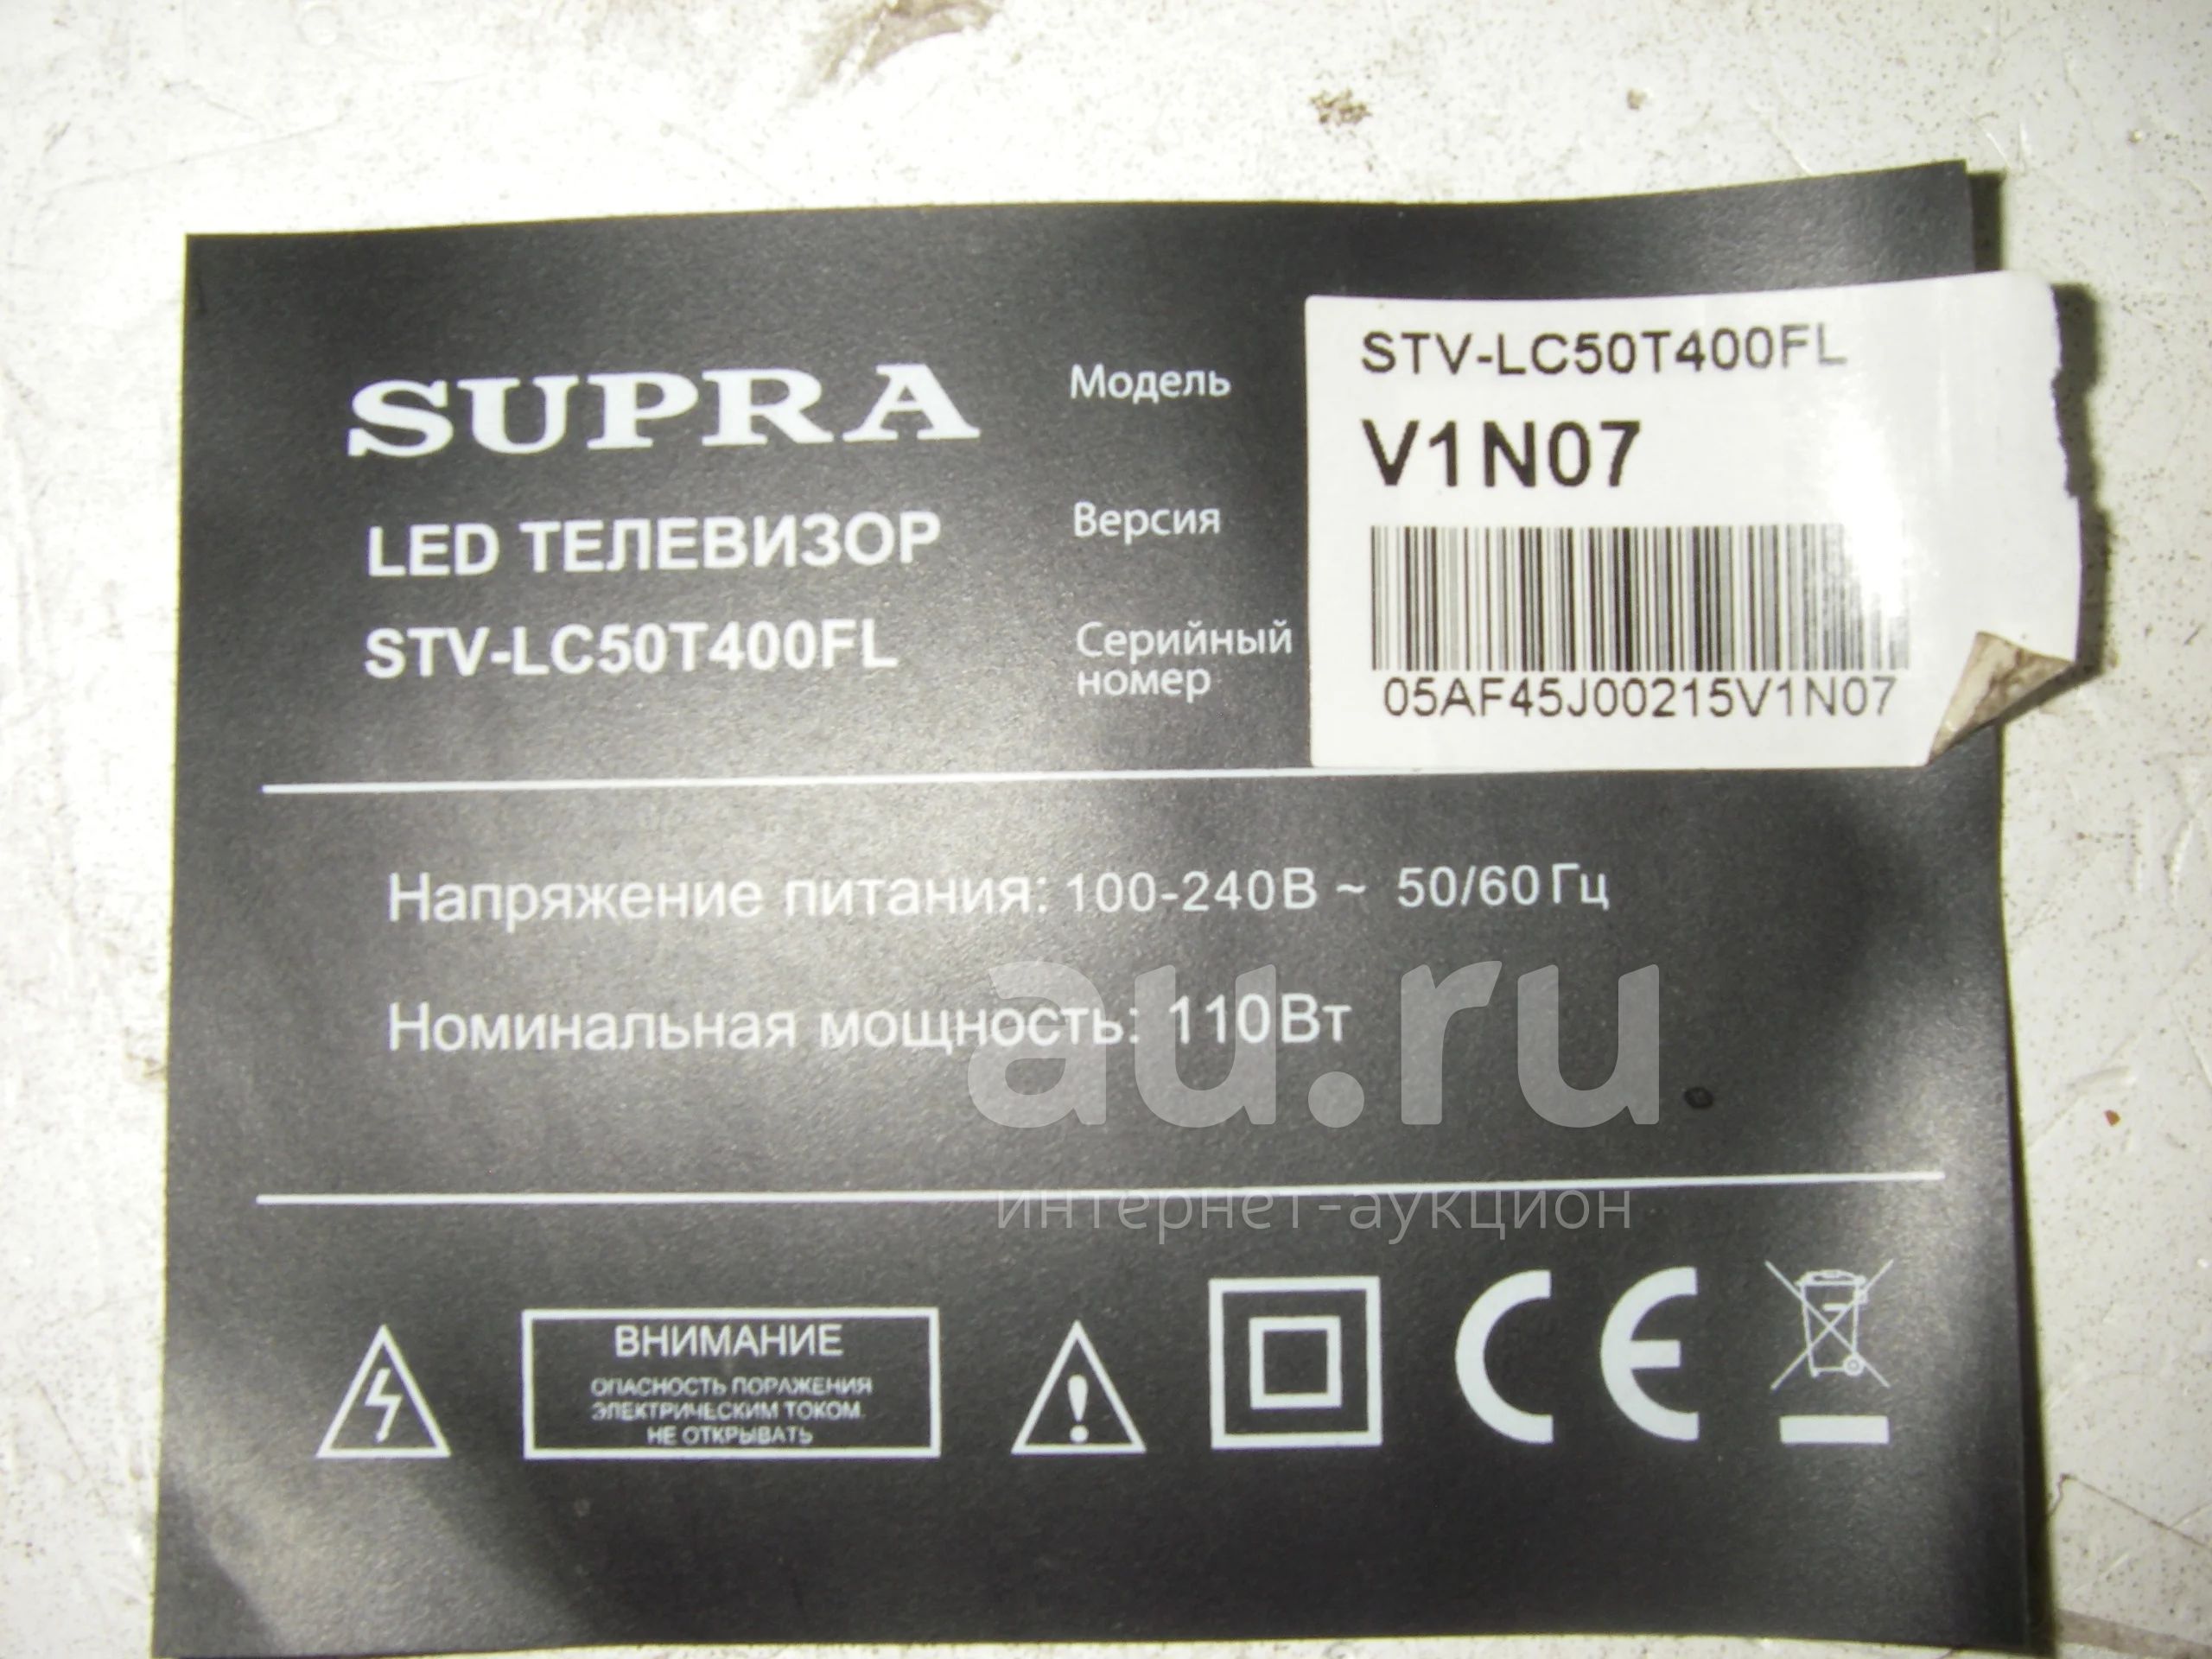 SUPRA
LED ТЕЛЕВИЗОР
STV-LC50T400FL
Модель
Версия
Серийный
номер
STV-LC50T400FL
V1N07
05AF45J00215V1N07
Напряжение питания: 100-240В ~ 50/60Гц
Номинальная мощность: 110Вт
au.ru
интернет-аукцион
ВНИМАНИЕ
ОПАСНОСТЬ ПОРАЖЕНИЯ
ЭЛЕКТРИЧЕСКИМ ТОКОМ.
НЕ ОТКРЫВАТЬ
CE